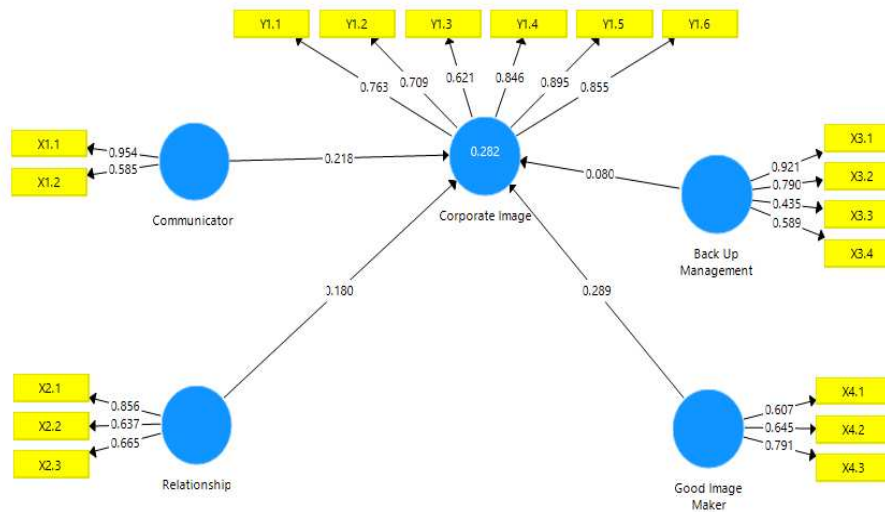 Y1.1 Y1.2 Y1.3 Y1.4 Y1.5 Y1.6
0.763 0.709 0.621 0.846 0.895 0.855
X1.1
0.954
X1.2
0.585
Communicator
0.218
0.282
Corporate Image
0.080
X3.1
0.921
X3.2
0.790
X3.3
0.435
X3.4
0.589
Back Up
Management
0.180
0.289
X2.1
0.856
X2.2
0.637
X2.3
0.665
Relationship
X4.1
0.607
X4.2
0.645
X4.3
0.791
Good Image
Maker